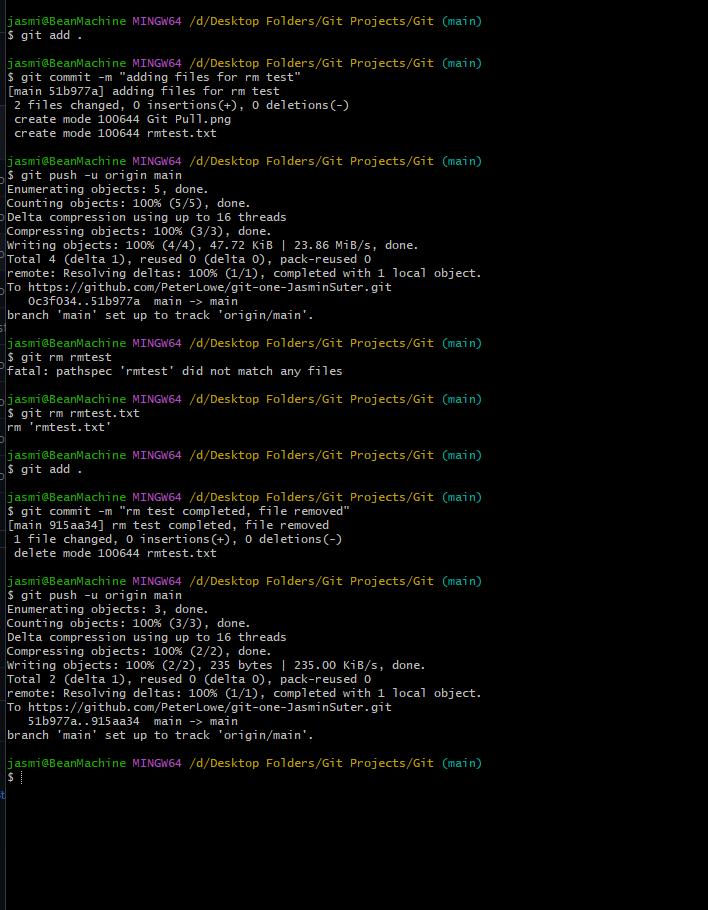 jasmi@BeanMachine MINGW64 /d/Desktop Folders/Git Projects/Git (main)
$ git add .
jasmi@BeanMachine MINGW64 /d/Desktop Folders/Git Projects/Git (main)
$ git commit -m "adding files for rm test"
[main 51b977a] adding files for rm test
 2 files changed, 0 insertions(+), 0 deletions(-)
 create mode 100644 Git Pull.png
 create mode 100644 rmtest.txt
jasmi@BeanMachine MINGW64 /d/Desktop Folders/Git Projects/Git (main)
$ git push -u origin main
Enumerating objects: 5, done.
Counting objects: 100% (5/5), done.
Delta compression using up to 16 threads
Compressing objects: 100% (3/3), done.
Writing objects: 100% (4/4), 47.72 KiB | 23.86 MiB/s, done.
Total 4 (delta 1), reused 0 (delta 0), pack-reused 0
remote: Resolving deltas: 100% (1/1), completed with 1 local object.
To https://github.com/PeterLowe/git-one-JasminSuter.git
   0c3f034..51b977a  main -> main
branch 'main' set up to track 'origin/main'.
jasmi@BeanMachine MINGW64 /d/Desktop Folders/Git Projects/Git (main)
$ git rm rmtest
fatal: pathspec 'rmtest' did not match any files
jasmi@BeanMachine MINGW64 /d/Desktop Folders/Git Projects/Git (main)
$ git rm rmtest.txt
rm 'rmtest.txt'
jasmi@BeanMachine MINGW64 /d/Desktop Folders/Git Projects/Git (main)
$ git add .
jasmi@BeanMachine MINGW64 /d/Desktop Folders/Git Projects/Git (main)
$ git commit -m "rm test completed, file removed"
[main 915aa34] rm test completed, file removed
 1 file changed, 0 insertions(+), 0 deletions(-)
 delete mode 100644 rmtest.txt
jasmi@BeanMachine MINGW64 /d/Desktop Folders/Git Projects/Git (main)
$ git push -u origin main
Enumerating objects: 3, done.
Counting objects: 100% (3/3), done.
Delta compression using up to 16 threads
Compressing objects: 100% (2/2), done.
Writing objects: 100% (2/2), 235 bytes | 235.00 KiB/s, done.
Total 2 (delta 1), reused 0 (delta 0), pack-reused 0
remote: Resolving deltas: 100% (1/1), completed with 1 local object.
To https://github.com/PeterLowe/git-one-JasminSuter.git
   51b977a..915aa34  main -> main
branch 'main' set up to track 'origin/main'.
jasmi@BeanMachine MINGW64 /d/Desktop Folders/Git Projects/Git (main)
$